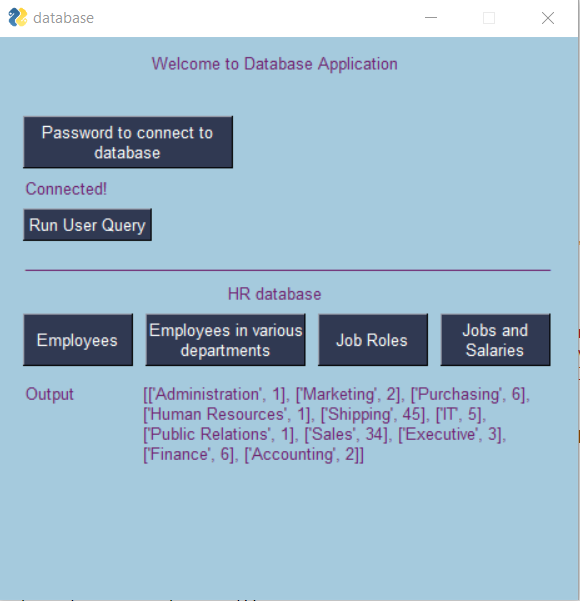 database
Welcome to Database Application
Password to connect to
database
Connected!
Run User Query
HR database
Employees
Employees in various
departments
Job Roles
Jobs and
Salaries
Output
[['Administration', 1], ['Marketing', 2], ['Purchasing', 6],
['Human Resources', 1], ['Shipping', 45], ['IT', 5],
['Public Relations', 1], ['Sales', 34], ['Executive', 3],
['Finance', 6], ['Accounting', 2]]